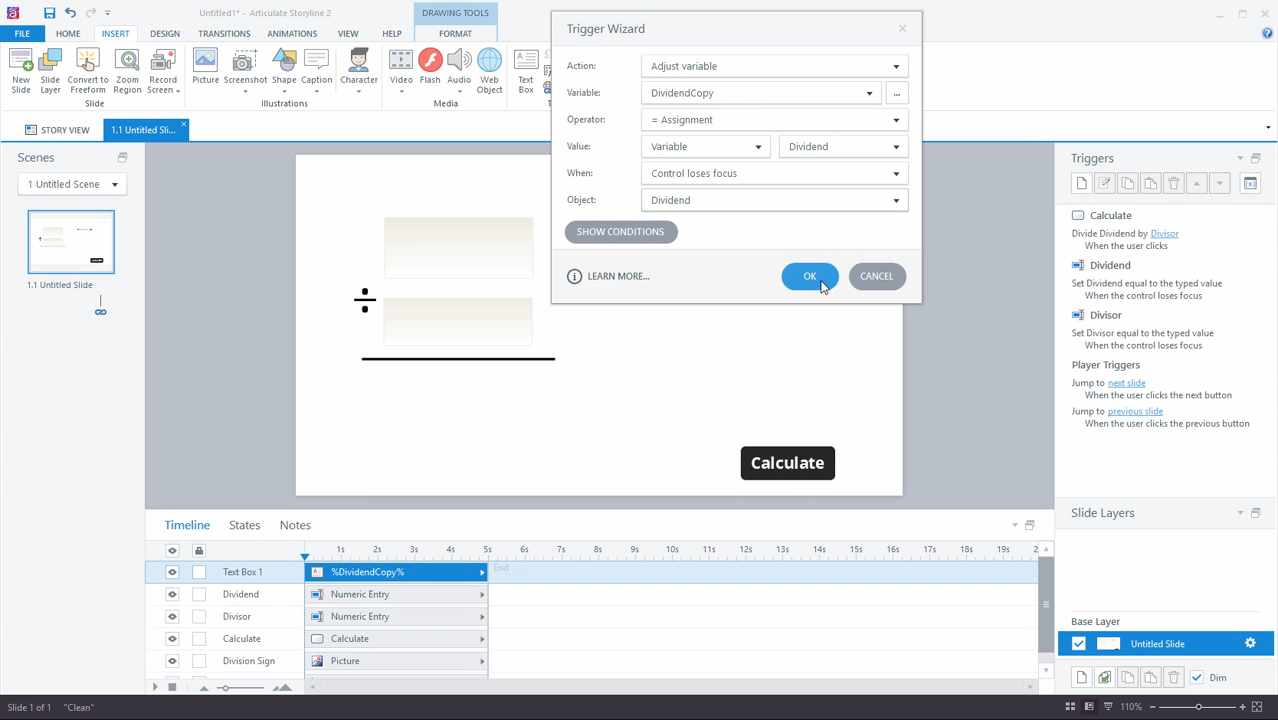 Untitled1* - Articulate Storyline 2
DRAWING TOOLS
FILE HOME INSERT DESIGN TRANSITIONS ANIMATIONS VIEW HELP FORMAT
New Slide
Slide Layer
Convert to Freeform
Zoom Region
Record Screen
Picture
Screenshot
Shape
Caption
Character
Video
Flash
Audio
Web Object
Text Box
Slide
Illustrations
Media
STORY VIEW
1.1 Untitled Sli...
Scenes
1 Untitled Scene
1.1 Untitled Slide
Trigger Wizard
Action: Adjust variable
Variable: DividendCopy ...
Operator: = Assignment
Value: Variable Dividend
When: Control loses focus
Object: Dividend
SHOW CONDITIONS
LEARN MORE...
OK
CANCEL
÷
Calculate
Triggers
Calculate
Divide Dividend by Divisor
When the user clicks
Dividend
Set Dividend equal to the typed value
When the control loses focus
Divisor
Set Divisor equal to the typed value
When the control loses focus
Player Triggers
Jump to next slide
When the user clicks the next button
Jump to previous slide
When the user clicks the previous button
Slide Layers
Base Layer
Untitled Slide
Dim
Timeline States Notes
1s 2s 3s 4s 5s 6s 7s 8s 9s 10s 11s 12s 13s 14s 15s 16s 17s 18s 19s 2
Text Box 1 %DividendCopy% End
Dividend Numeric Entry
Divisor Numeric Entry
Calculate Calculate
Division Sign Picture
Slide 1 of 1 "Clean"
110%